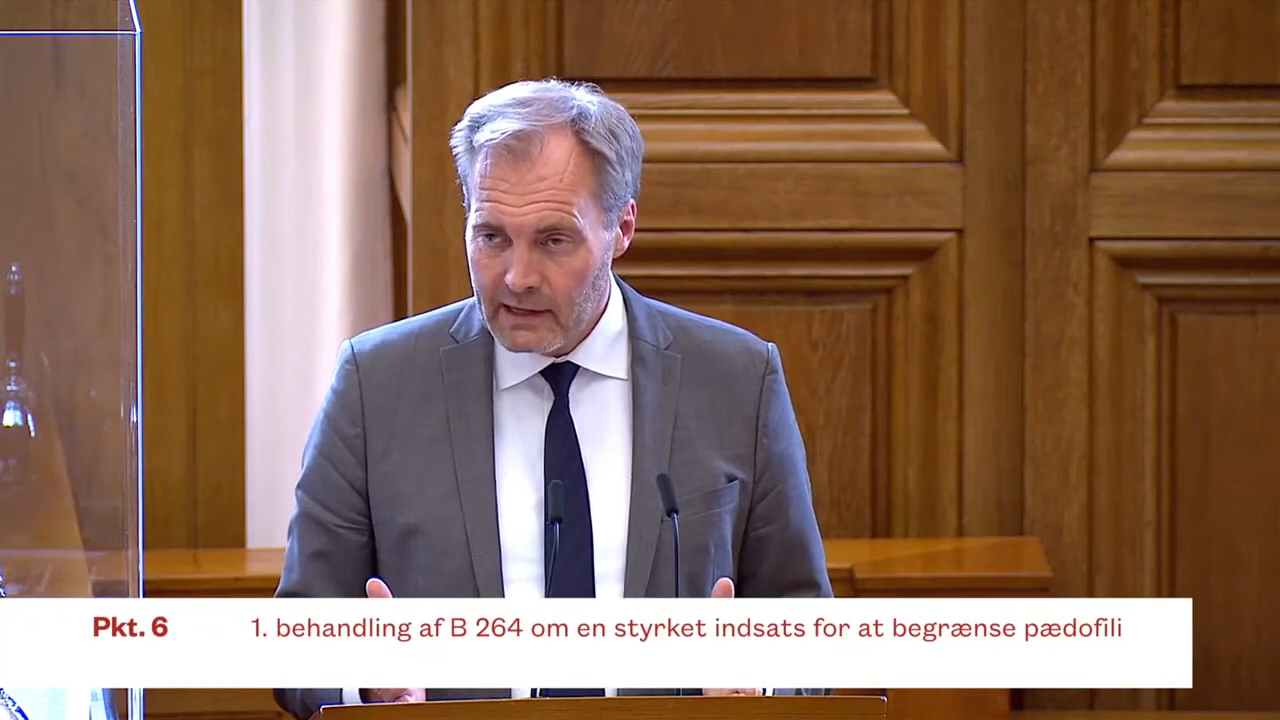 Pkt. 6 1. behandling af B 264 om en styrket indsats for at begrænse pædofili